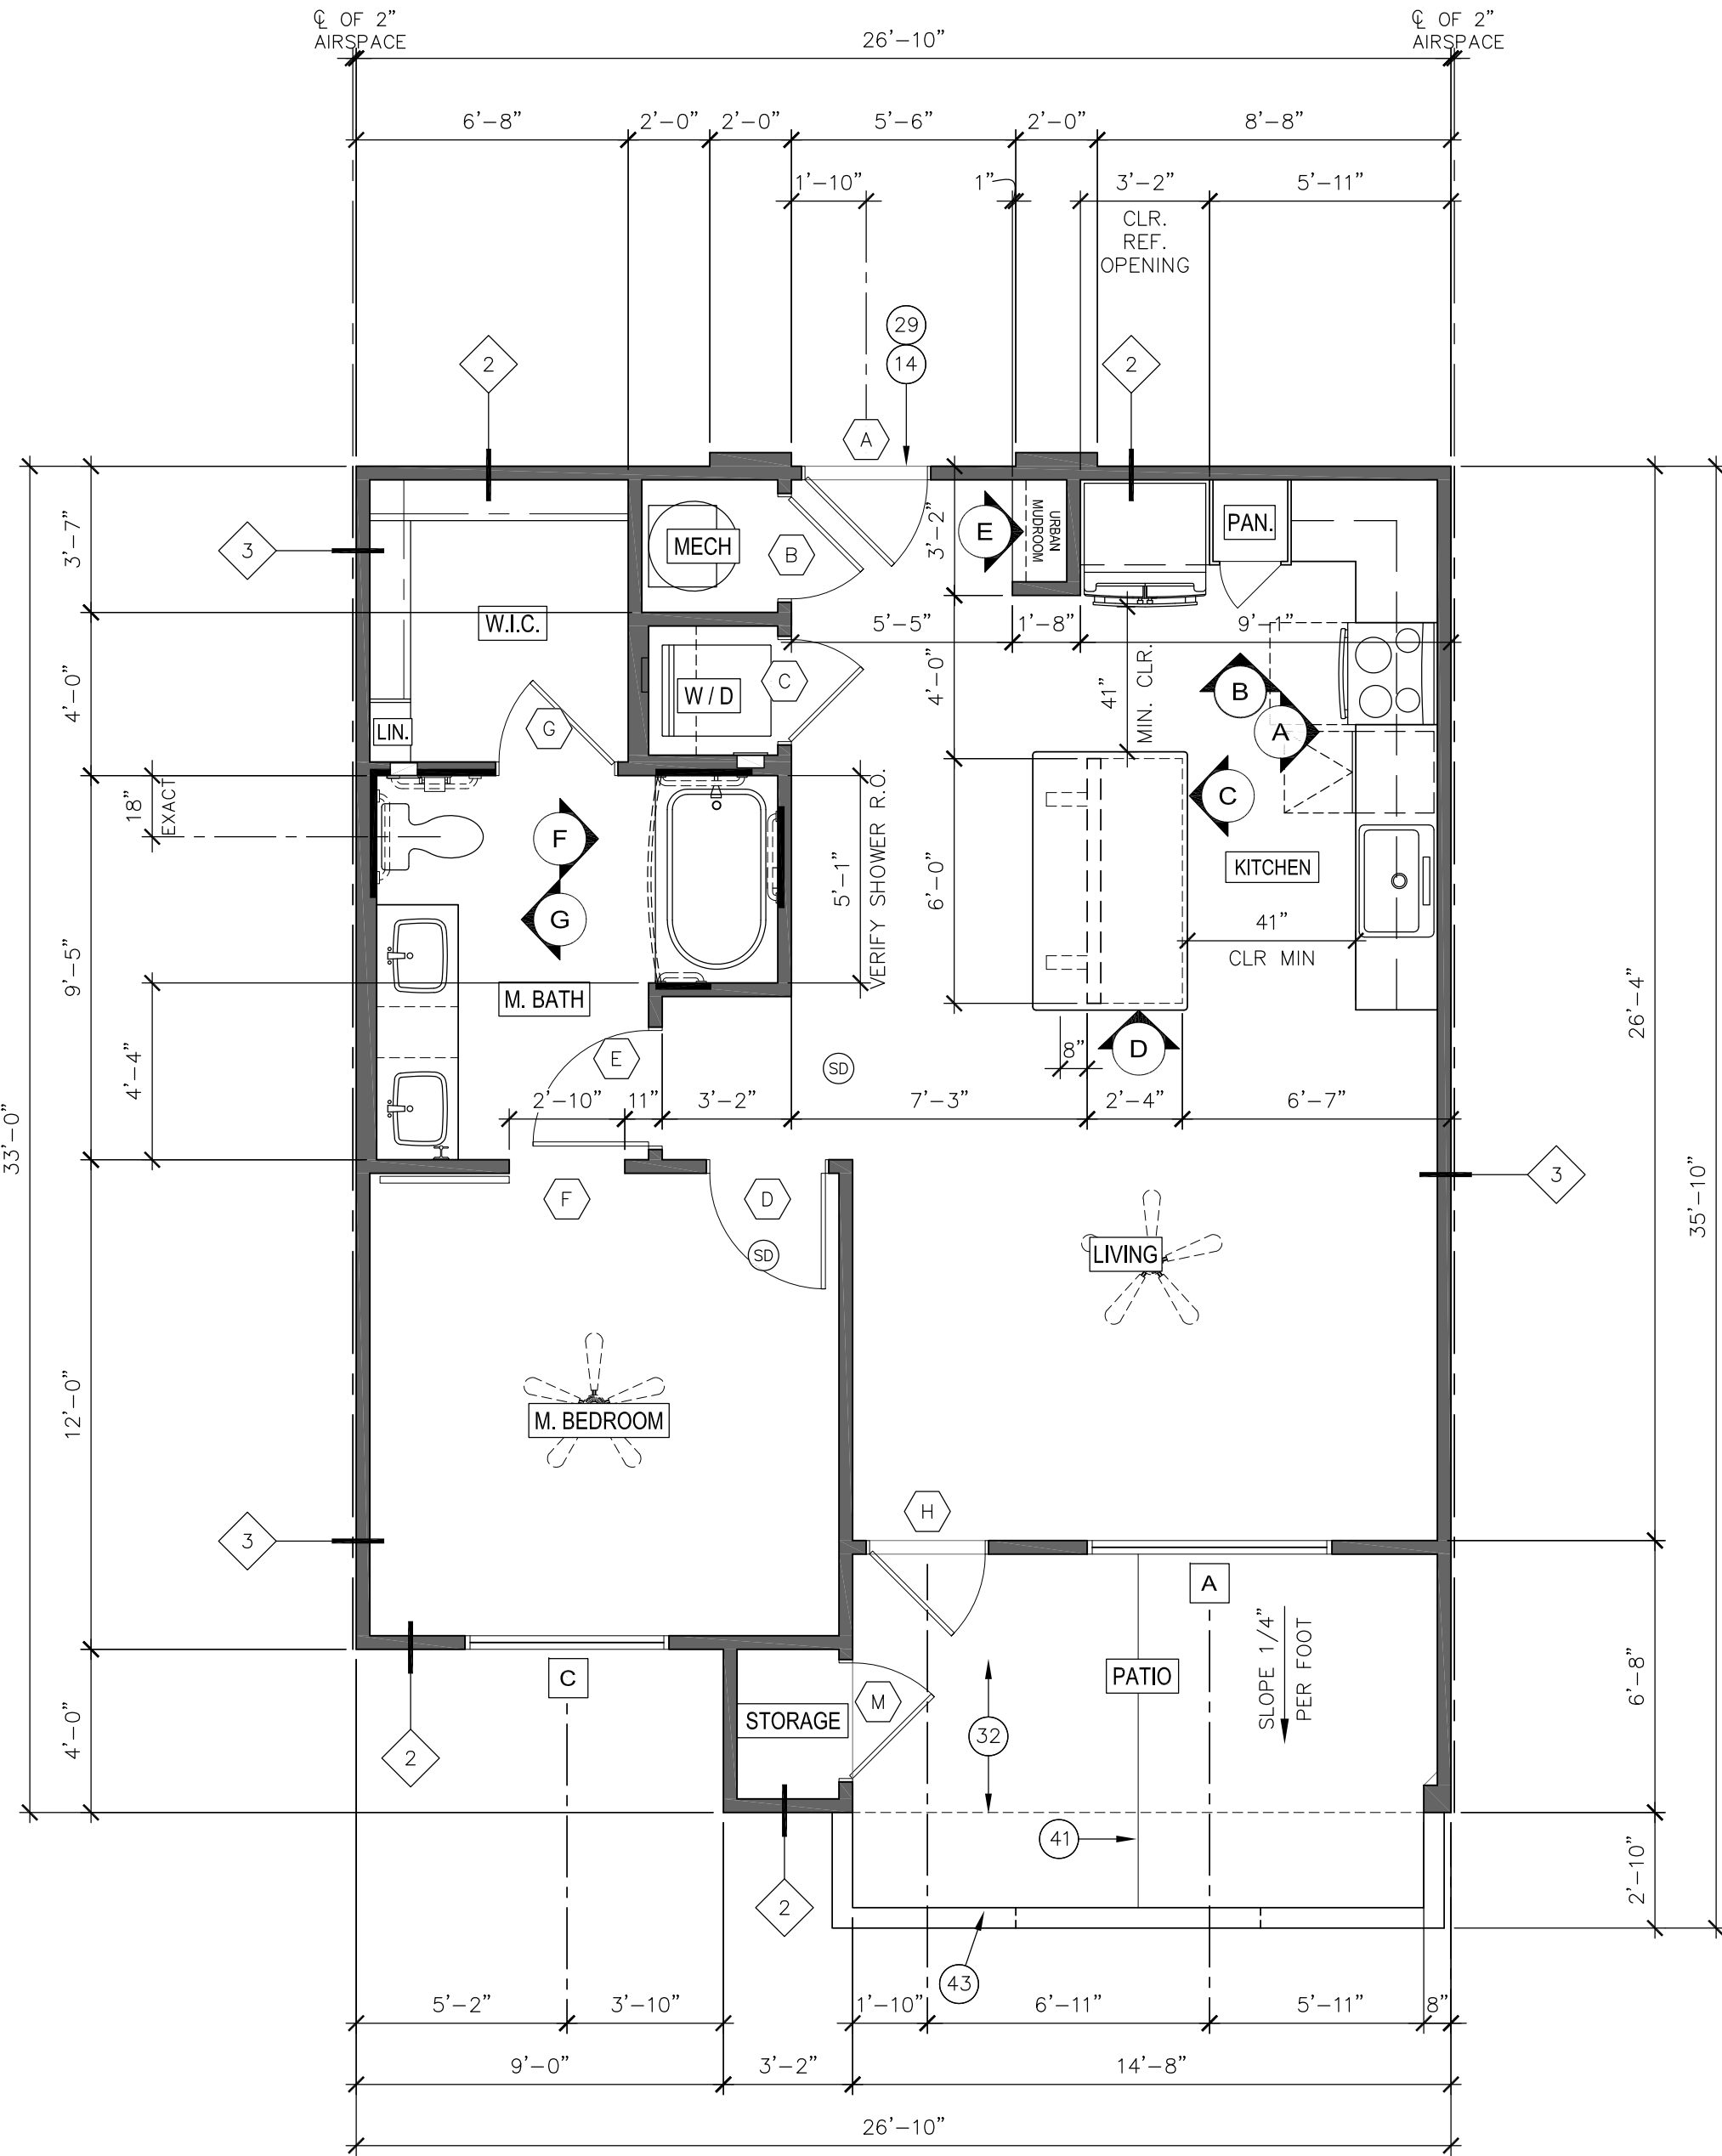 ℄ OF 2”
AIRSPACE
℄ OF 2”
AIRSPACE
26’–10”
6’–8”
2’–0”
2’–0”
5’–6”
2’–0”
8’–8”
1’–10”
1”
3’–2”
5’–11”
CLR.
REF.
OPENING
29
14
2
2
A
3
3’–7”
MECH
B
3’–2”
E
URBAN
MUDROOM
PAN.
W.I.C.
5’–5”
1’–8”
9’–1”
4’–0”
W / D
C
4’–0”
41”
MIN. CLR.
B
A
LIN.
G
18”
EXACT
F
G
5’–1”
VERIFY SHOWER R.O.
6’–0”
C
KITCHEN
41”
CLR MIN
9’–5”
M. BATH
4’–4”
E
SD
8”
D
2’–10”
11”
3’–2”
7’–3”
2’–4”
6’–7”
33’–0”
26’–4”
35’–10”
3
F
D
SD
LIVING
12’–0”
M. BEDROOM
H
3
A
C
SLOPE 1/4”
PER FOOT
PATIO
M
STORAGE
32
4’–0”
6’–8”
2
41
2’–10”
2
43
5’–2”
3’–10”
1’–10”
6’–11”
5’–11”
8”
9’–0”
3’–2”
14’–8”
26’–10”